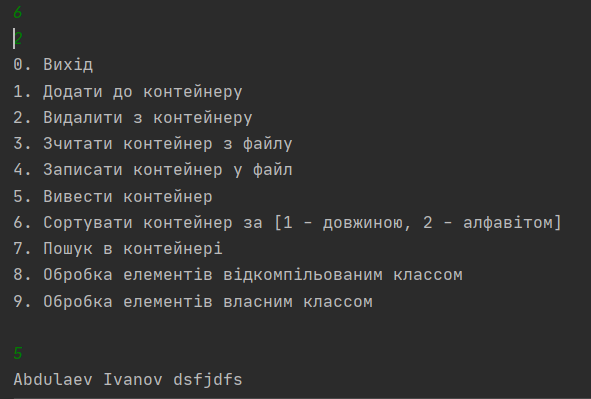 6
2
0. Вихід
1. Додати до контейнеру
2. Видалити з контейнеру
3. Зчитати контейнер з файлу
4. Записати контейнер у файл
5. Вивести контейнер
6. Сортувати контейнер за [1 - довжиною, 2 - алфавітом]
7. Пошук в контейнері
8. Обробка елементів відкомпільованим классом
9. Обробка елементів власним классом
5
Abdulaev Ivanov dsfjdfs